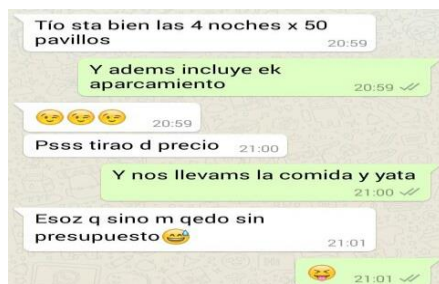 Tío sta bien las 4 noches x 50
pavillos
20:59
Y adems incluye ek
aparcamiento
20:59
😉😉😉 20:59
Psss tirao d precio 21:00
Y nos llevams la comida y yata
21:00
Esoz q sino m qedo sin
presupuesto😅
21:01
😝 21:01